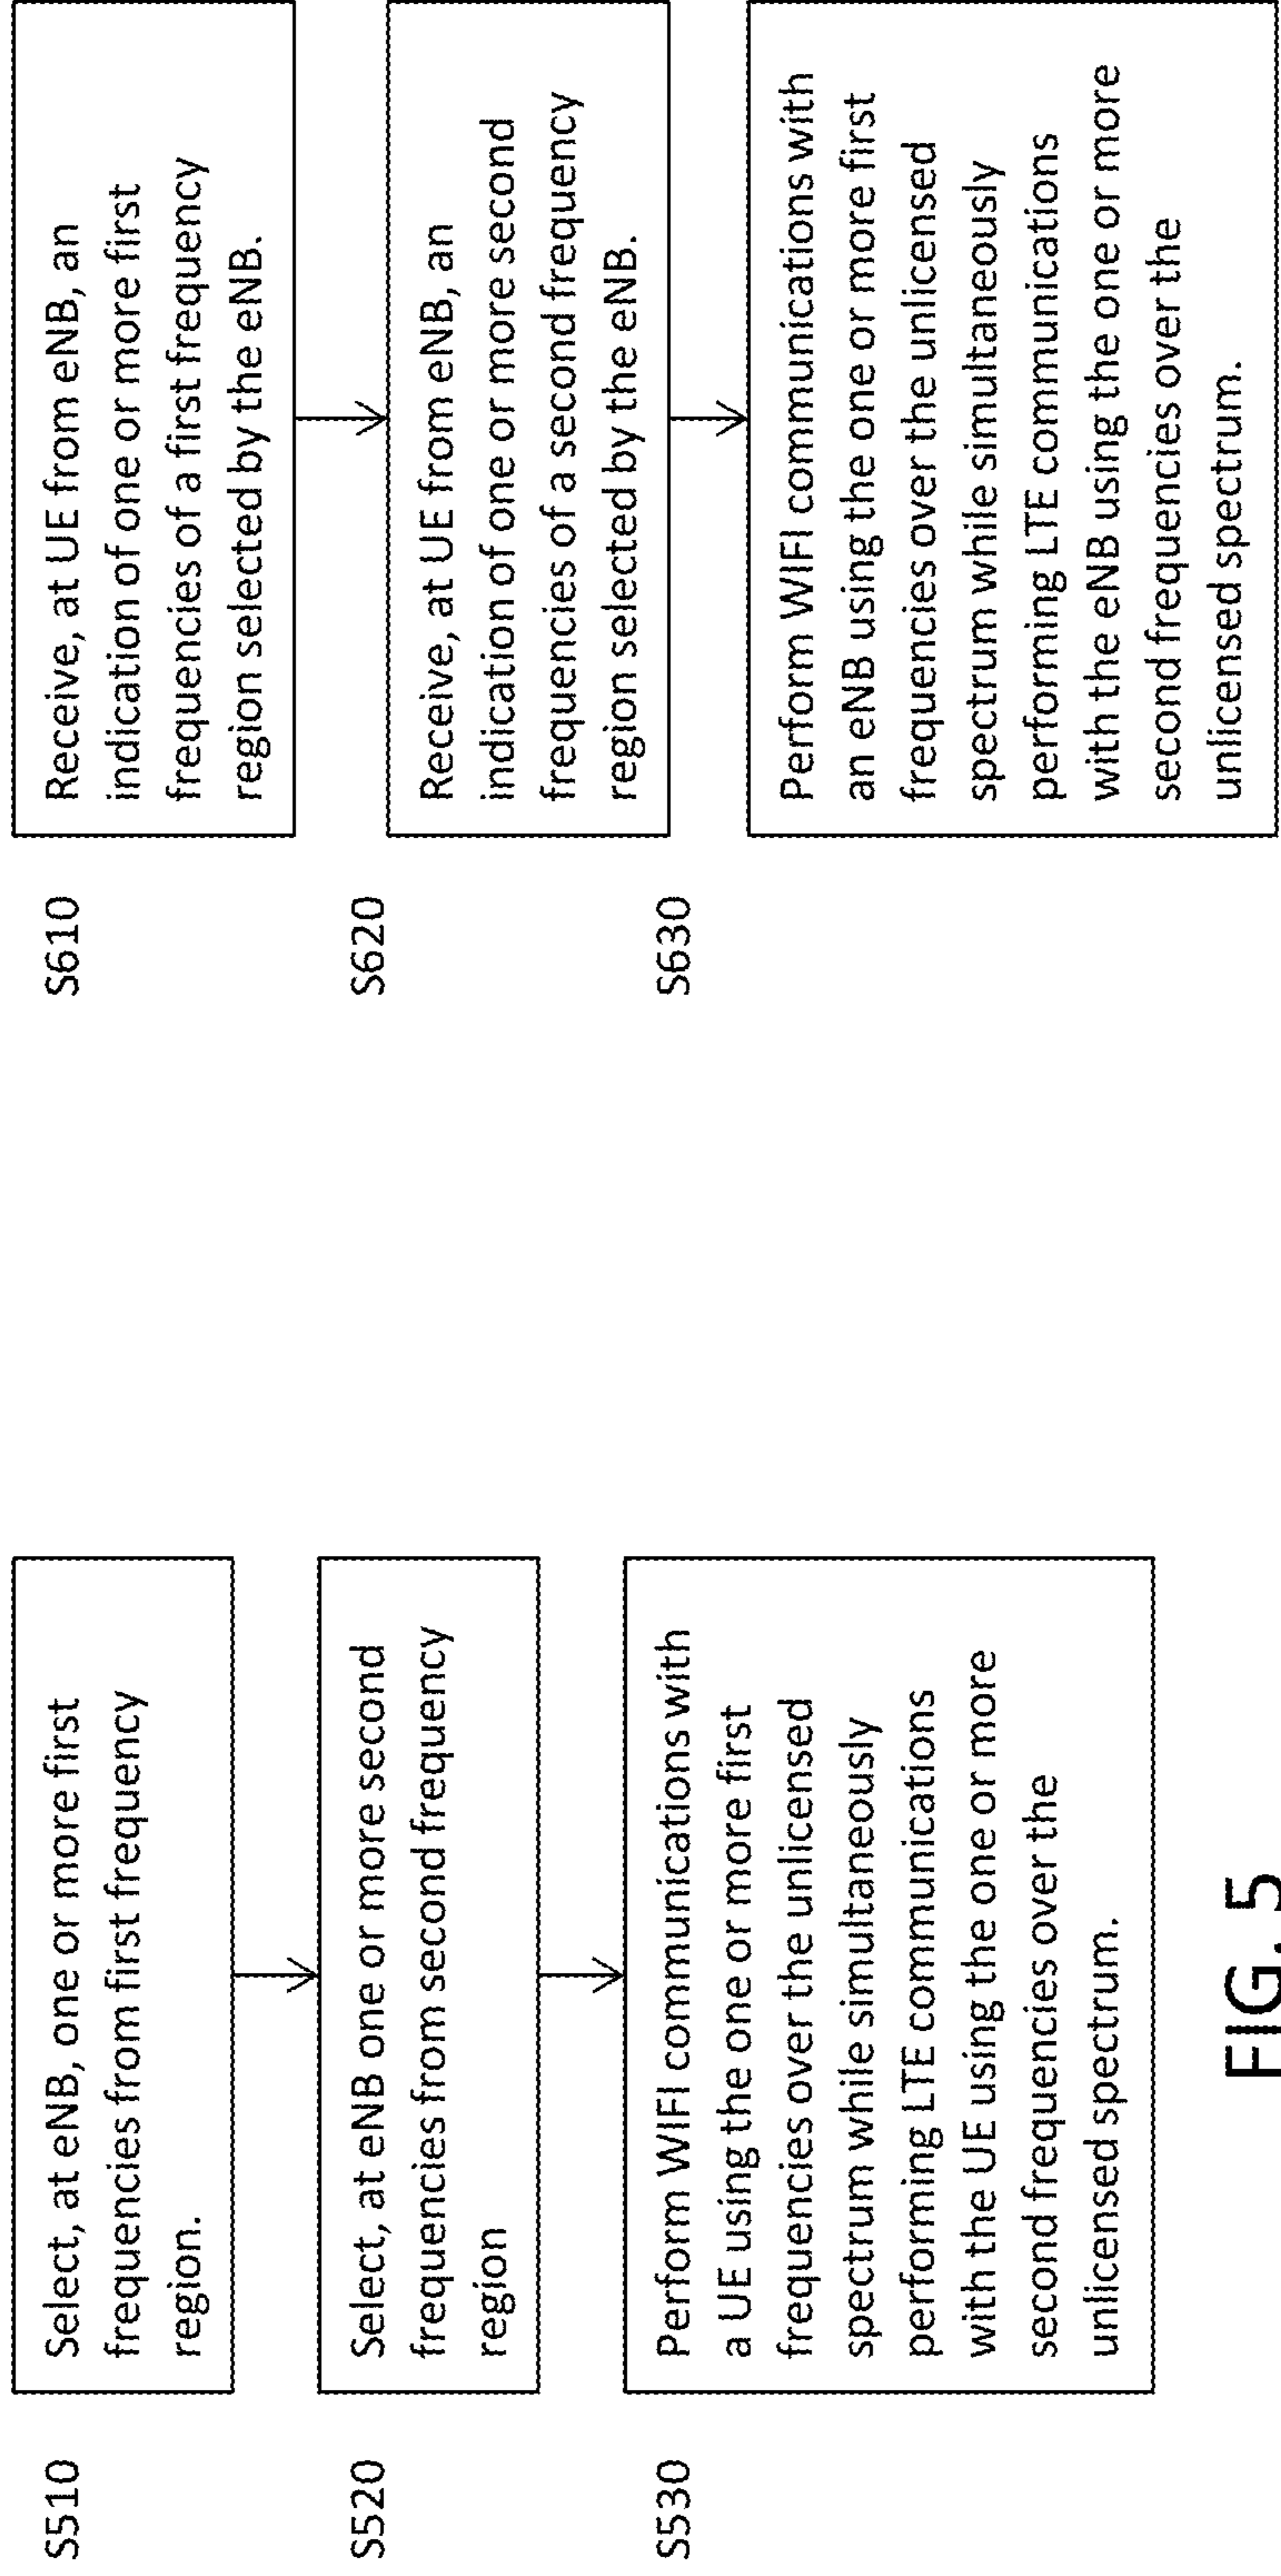 S510
Select, at eNB, one or more first
frequencies from first frequency
region.
S520
Select, at eNB one or more second
frequencies from second frequency
region
S530
Perform WIFI communications with
a UE using the one or more first
frequencies over the unlicensed
spectrum while simultaneously
performing LTE communications
with the UE using the one or more
second frequencies over the
unlicensed spectrum.
FIG. 5
S610
Receive, at UE from eNB, an
indication of one or more first
frequencies of a first frequency
region selected by the eNB.
S620
Receive, at UE from eNB, an
indication of one or more second
frequencies of a second frequency
region selected by the eNB.
S630
Perform WIFI communications with
an eNB using the one or more first
frequencies over the unlicensed
spectrum while simultaneously
performing LTE communications
with the eNB using the one or more
second frequencies over the
unlicensed spectrum.